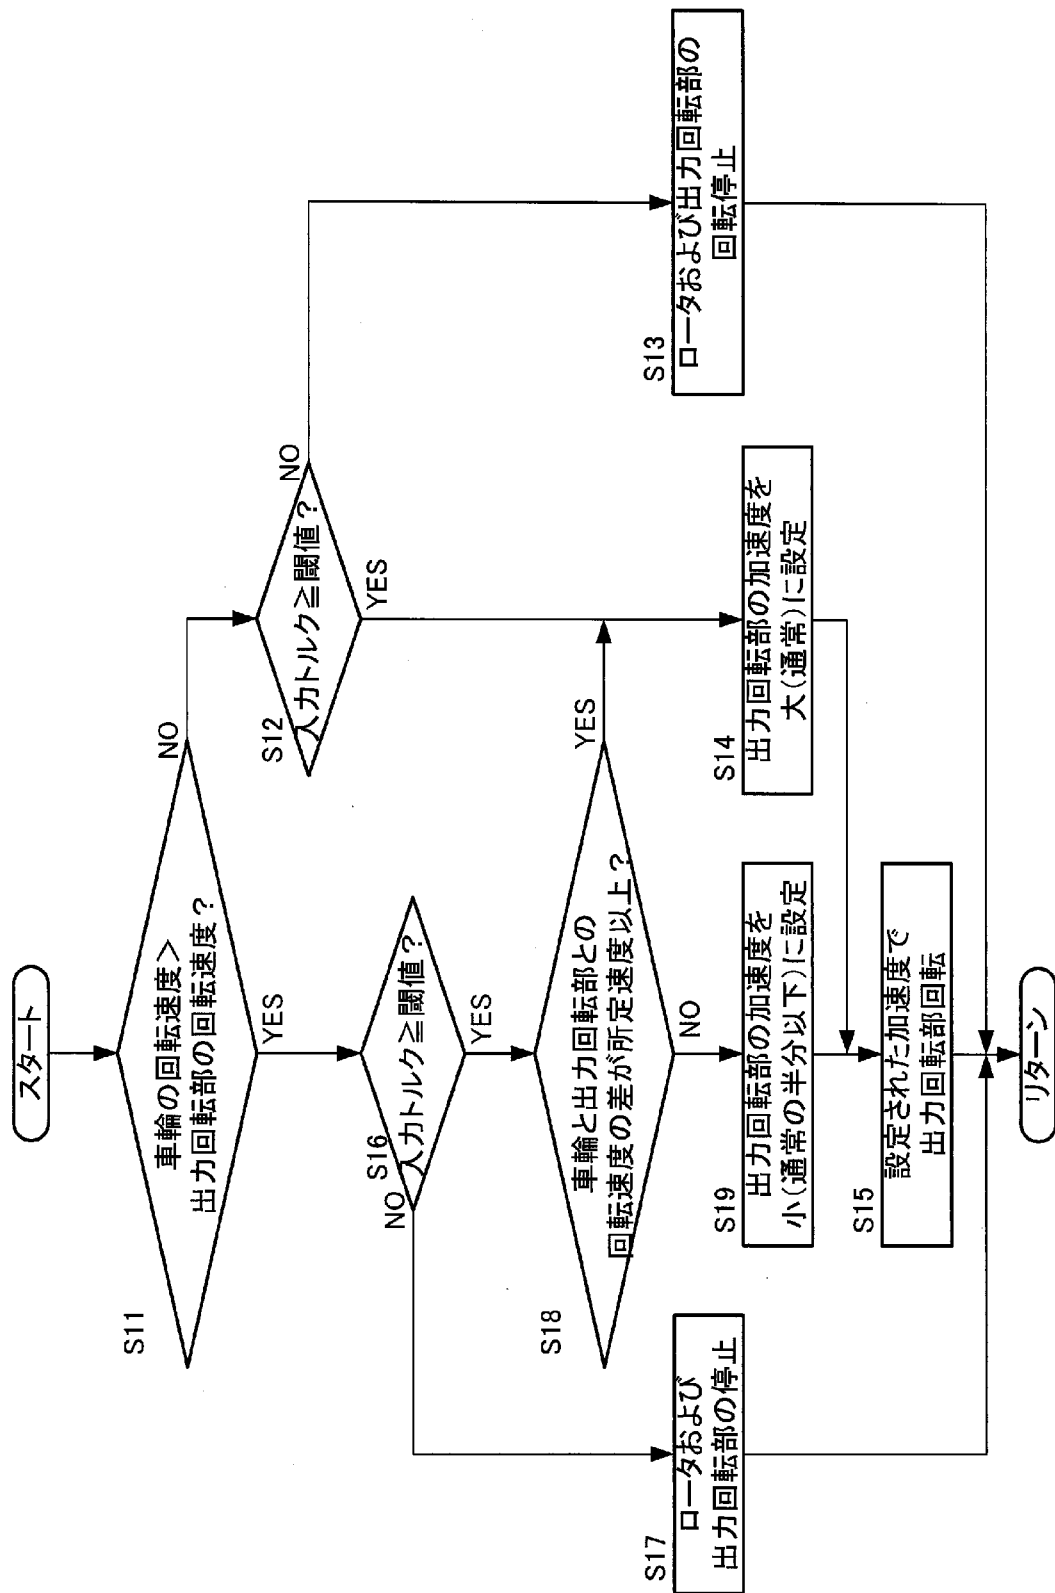 スタート
S11
車輪の回転速度>
出力回転部の回転速度？
NO
YES
S12
入力トルク≧閾値？
NO
YES
S13
ロータおよび出力回転部の
回転停止
S16
入力トルク≧閾値？
NO
YES
S17
ロータおよび
出力回転部の停止
S18
車輪と出力回転部との
回転速度の差が所定速度以上？
YES
NO
S14
出力回転部の加速度を
大(通常)に設定
S19
出力回転部の加速度を
小(通常の半分以下)に設定
S15
設定された加速度で
出力回転部回転
リターン